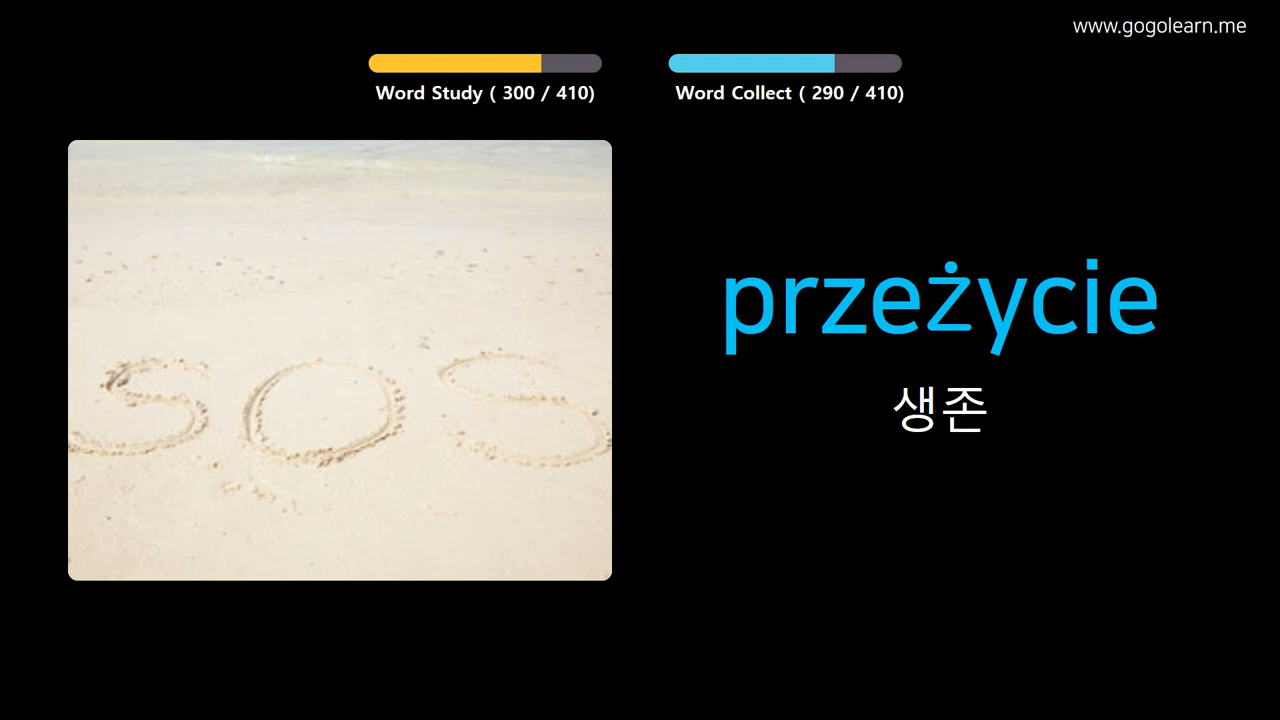 www.gogolearn.me
Word Study ( 300 / 410)
Word Collect ( 290 / 410)
SOS
przeżycie
생존